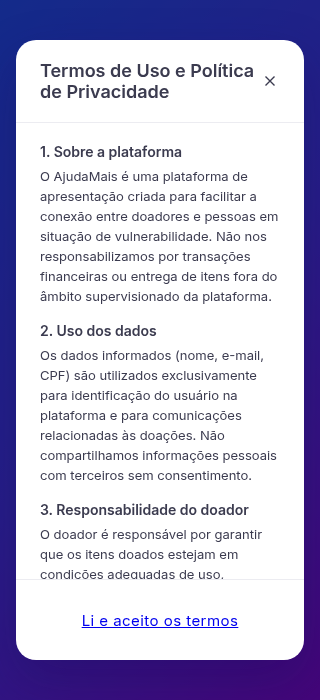 Termos de Uso e Política
de Privacidade
×
1. Sobre a plataforma
O AjudaMais é uma plataforma de
apresentação criada para facilitar a
conexão entre doadores e pessoas em
situação de vulnerabilidade. Não nos
responsabilizamos por transações
financeiras ou entrega de itens fora do
âmbito supervisionado da plataforma.
2. Uso dos dados
Os dados informados (nome, e-mail,
CPF) são utilizados exclusivamente
para identificação do usuário na
plataforma e para comunicações
relacionadas às doações. Não
compartilhamos informações pessoais
com terceiros sem consentimento.
3. Responsabilidade do doador
O doador é responsável por garantir
que os itens doados estejam em
condições adequadas de uso.
Li e aceito os termos